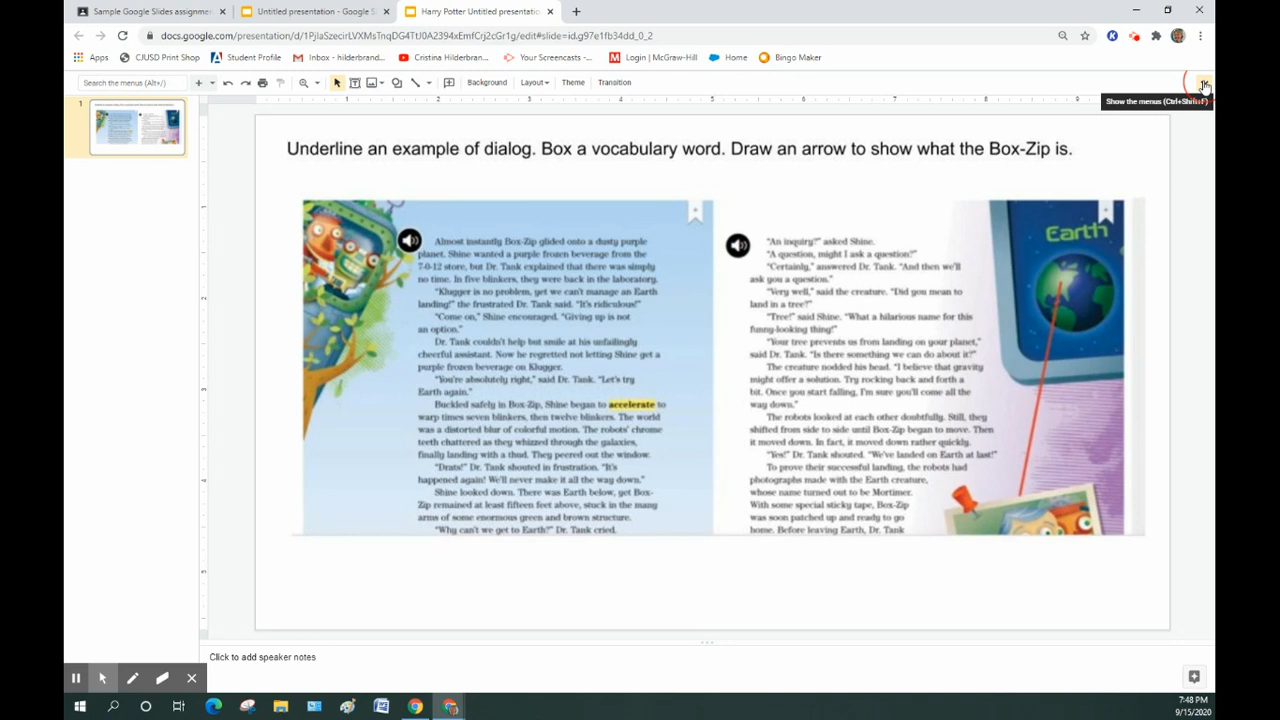 Sample Google Slides assignme
Untitled presentation - Google S
Harry Potter Untitled presentatio
docs.google.com/presentation/d/1PjlaSzecirLVXMsTnqDG4TtJ0A2394xEmfCrj2cGr1g/edit#slide=id.g97e1fb34dd_0_2
Apps
CJUSD Print Shop
Student Profile
Inbox - hilderbrand...
Cristina Hilderbran...
Your Screencasts -...
Login | McGraw-Hill
Home
Bingo Maker
Search the menus (Alt+/)
Background
Layout
Theme
Transition
Show the menus (Ctrl+Shift+F)
1
1 2 3 4 5 6 7 8 9
Underline an example of dialog. Box a vocabulary word. Draw an arrow to show what the Box-Zip is.
Almost instantly Box-Zip glided onto a dusty purple
planet. Shine wanted a purple frozen beverage from the
7-0-12 store, but Dr. Tank explained that there was simply
no time. In five blinkers, they were back in the laboratory.
"Klugger is no problem, yet we can't manage an Earth
landing!" the frustrated Dr. Tank said. "It's ridiculous!"
"Come on," Shine encouraged. "Giving up is not
an option."
Dr. Tank couldn't help but smile at his unfailingly
cheerful assistant. Now he regretted not letting Shine get a
purple frozen beverage on Klugger.
"You're absolutely right," said Dr. Tank. "Let's try
Earth again."
Buckled safely in Box-Zip, Shine began to accelerate to
warp times seven blinkers, then twelve blinkers. The world
was a distorted blur of colorful motion. The robots' chrome
teeth chattered as they whizzed through the galaxies,
finally landing with a thud. They peered out the window.
"Drats!" Dr. Tank shouted in frustration. "It's
happened again! We'll never make it all the way down."
Shine looked down. There was Earth below, yet Box-
Zip remained at least fifteen feet above, stuck in the many
arms of some enormous green and brown structure.
"Why can't we get to Earth?" Dr. Tank cried.
"An inquiry?" asked Shine.
"A question, might I ask a question?"
"Certainly," answered Dr. Tank. "And then we'll
ask you a question."
"Very well," said the creature. "Did you mean to
land in a tree?"
"Tree!" said Shine. "What a hilarious name for this
funny-looking thing!"
"Your tree prevents us from landing on your planet,"
said Dr. Tank. "Is there something we can do about it?"
The creature nodded his head. "I believe that gravity
might offer a solution. Try rocking back and forth a
bit. Once you start falling, I'm sure you'll come all the
way down."
The robots looked at each other doubtfully. Still, they
shifted from side to side until Box-Zip began to move. Then
it moved down. In fact, it moved down rather quickly.
"Yes!" Dr. Tank shouted. "We've landed on Earth at last!"
To prove their successful landing, the robots had
photographs made with the Earth creature,
whose name turned out to be Mortimer.
With some special sticky tape, Box-Zip
was soon patched up and ready to go
home. Before leaving Earth, Dr. Tank
Earth
Click to add speaker notes
7:48 PM
9/15/2020